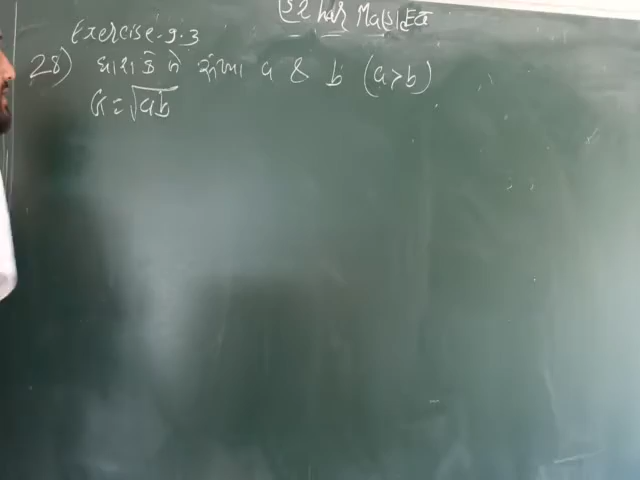 Exercise-9.3
28) ધારો કે બે સંખ્યા a & b (a>b)
G = √ab